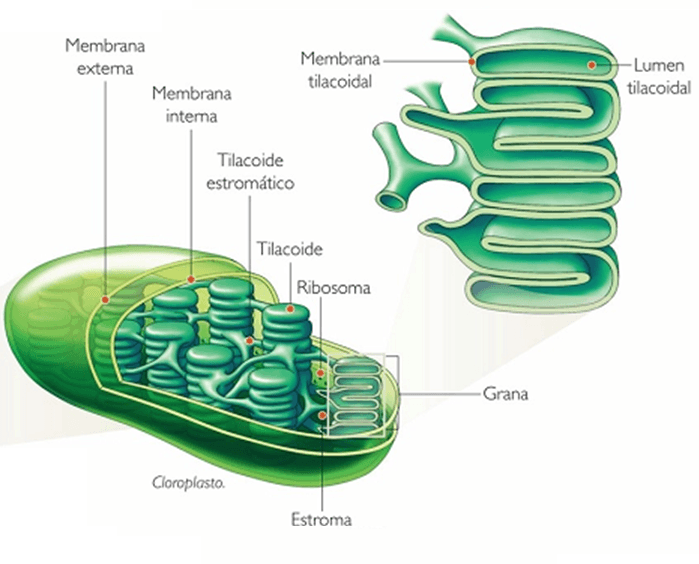 Membrana
externa
Membrana
interna
Tilacoide
estromático
Tilacoide
Ribosoma
Membrana
tilacoidal
Lumen
tilacoidal
Grana
Cloroplasto.
Estroma